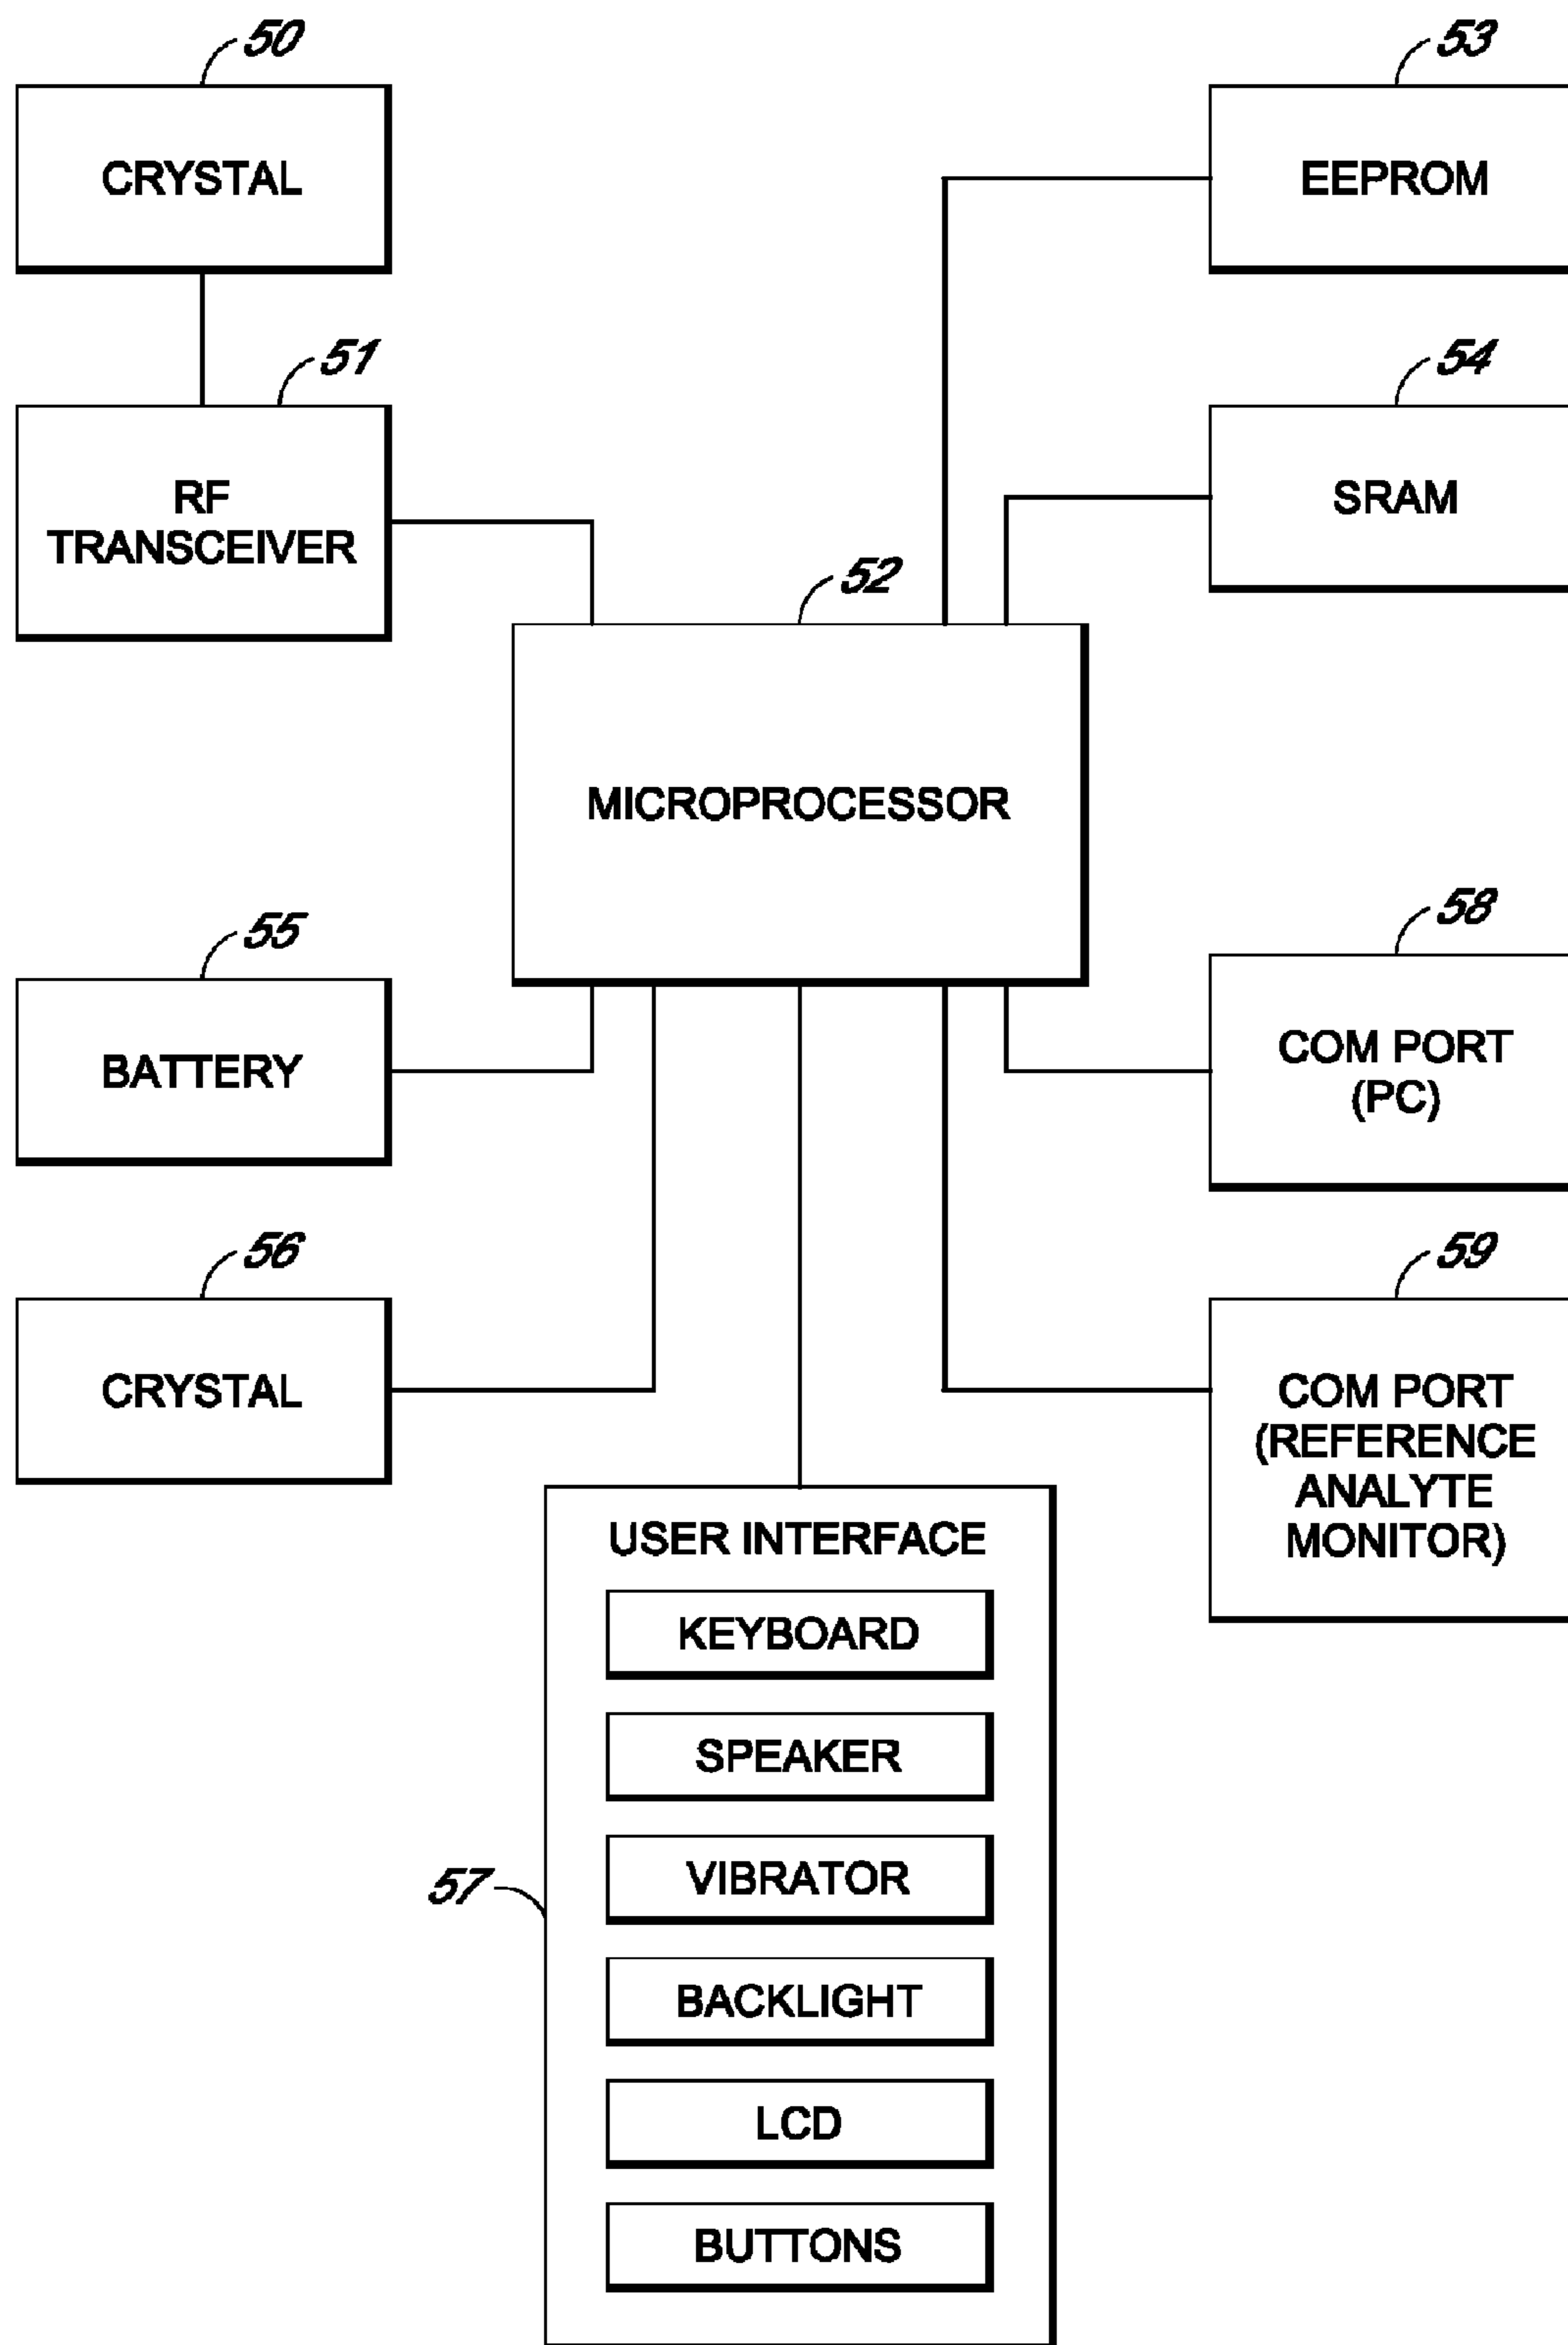 50
CRYSTAL
53
EEPROM
51
RF
TRANSCEIVER
54
SRAM
52
MICROPROCESSOR
55
BATTERY
58
COM PORT
(PC)
56
CRYSTAL
59
COM PORT
(REFERENCE
ANALYTE
MONITOR)
57
USER INTERFACE
KEYBOARD
SPEAKER
VIBRATOR
BACKLIGHT
LCD
BUTTONS